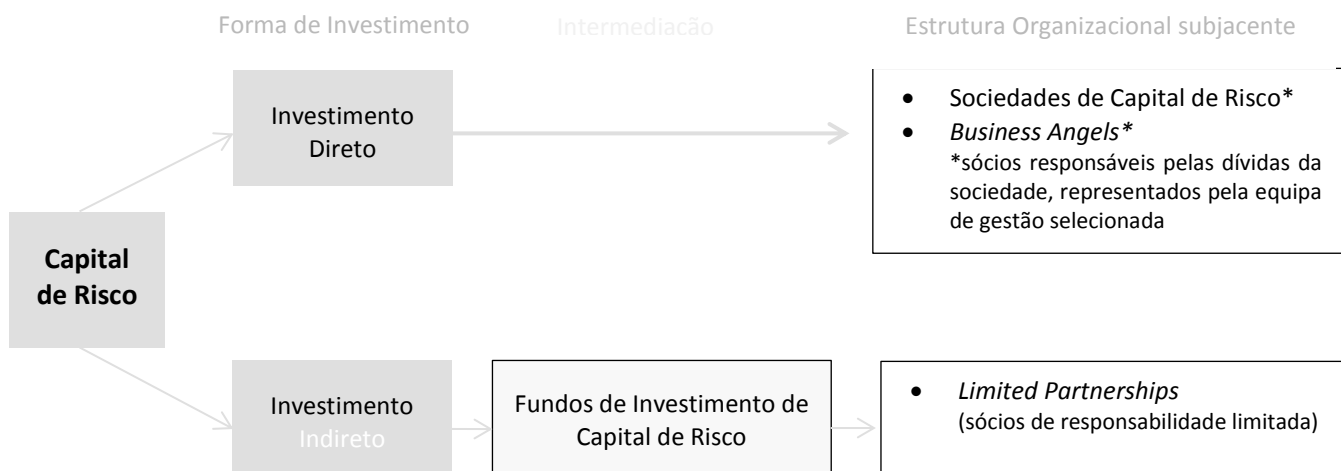 Forma de Investimento
Intermediacão
Estrutura Organizacional subjacente
Investimento
Direto
• Sociedades de Capital de Risco*
• Business Angels*
*sócios responsáveis pelas dívidas da
sociedade, representados pela equipa
de gestão selecionada
Capital
de Risco
Investimento
Indireto
Fundos de Investimento de
Capital de Risco
• Limited Partnerships
(sócios de responsabilidade limitada)